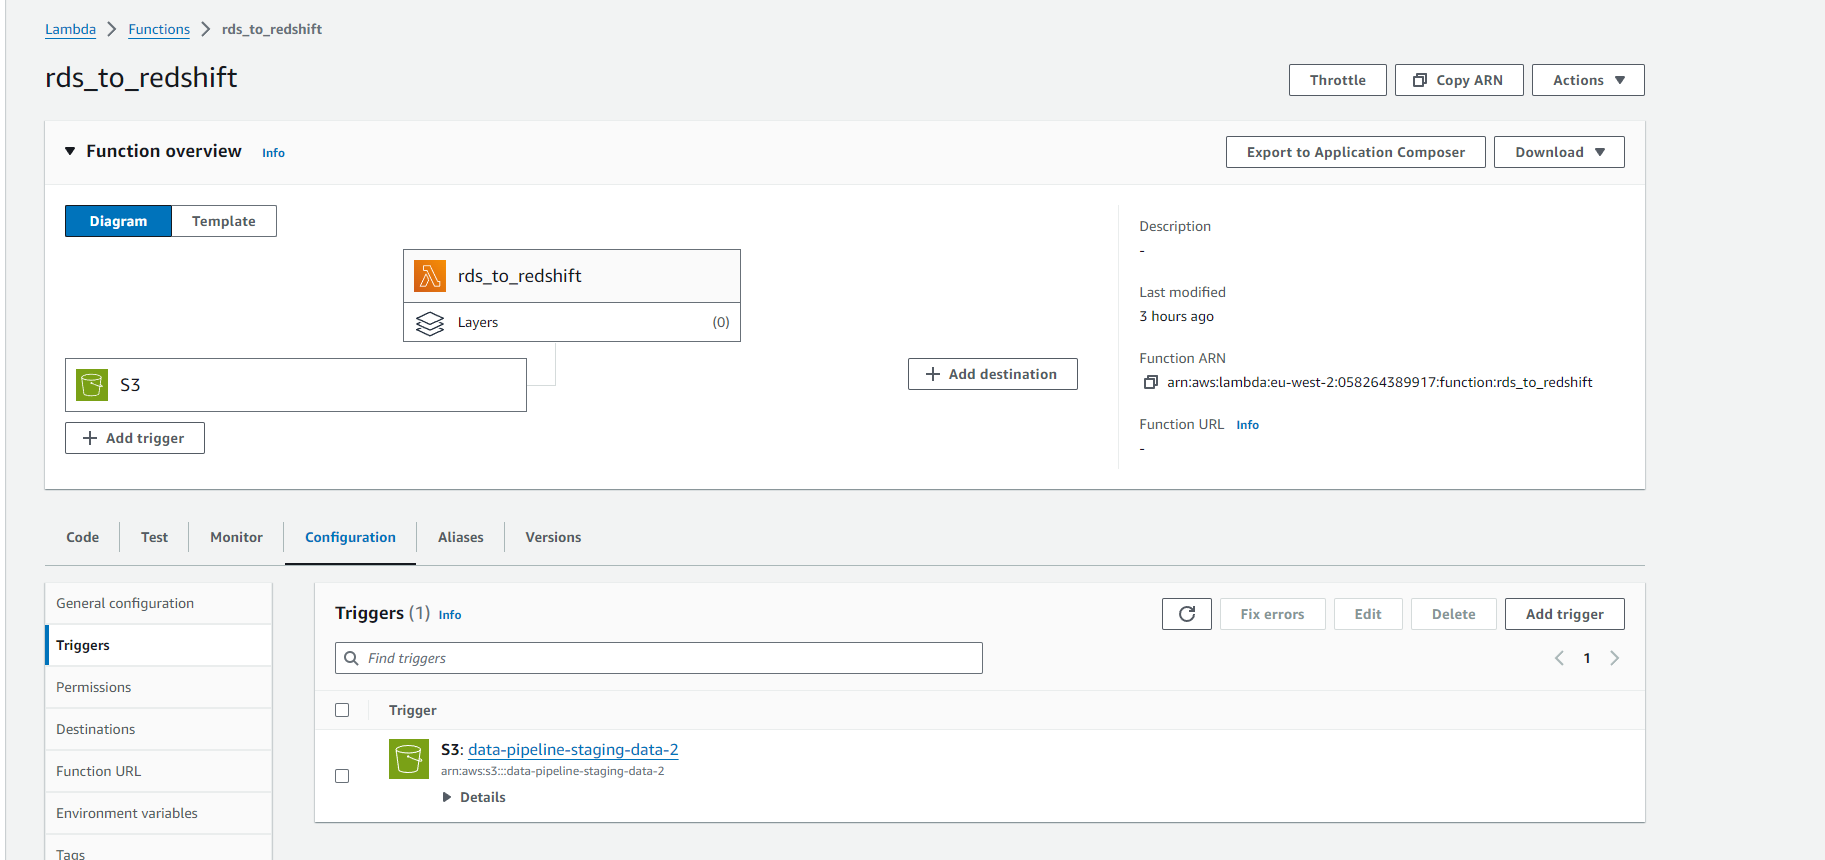 Lambda > Functions > rds_to_redshift
rds_to_redshift
Throttle
Copy ARN
Actions
Function overview Info
Export to Application Composer
Download
Diagram
Template
rds_to_redshift
Layers (0)
S3
+ Add trigger
+ Add destination
Description
-
Last modified
3 hours ago
Function ARN
arn:aws:lambda:eu-west-2:058264389917:function:rds_to_redshift
Function URL Info
-
Code
Test
Monitor
Configuration
Aliases
Versions
General configuration
Triggers
Permissions
Destinations
Function URL
Environment variables
Tags
Triggers (1) Info
Fix errors
Edit
Delete
Add trigger
Find triggers
< 1 >
Trigger
S3: data-pipeline-staging-data-2
arn:aws:s3:::data-pipeline-staging-data-2
Details